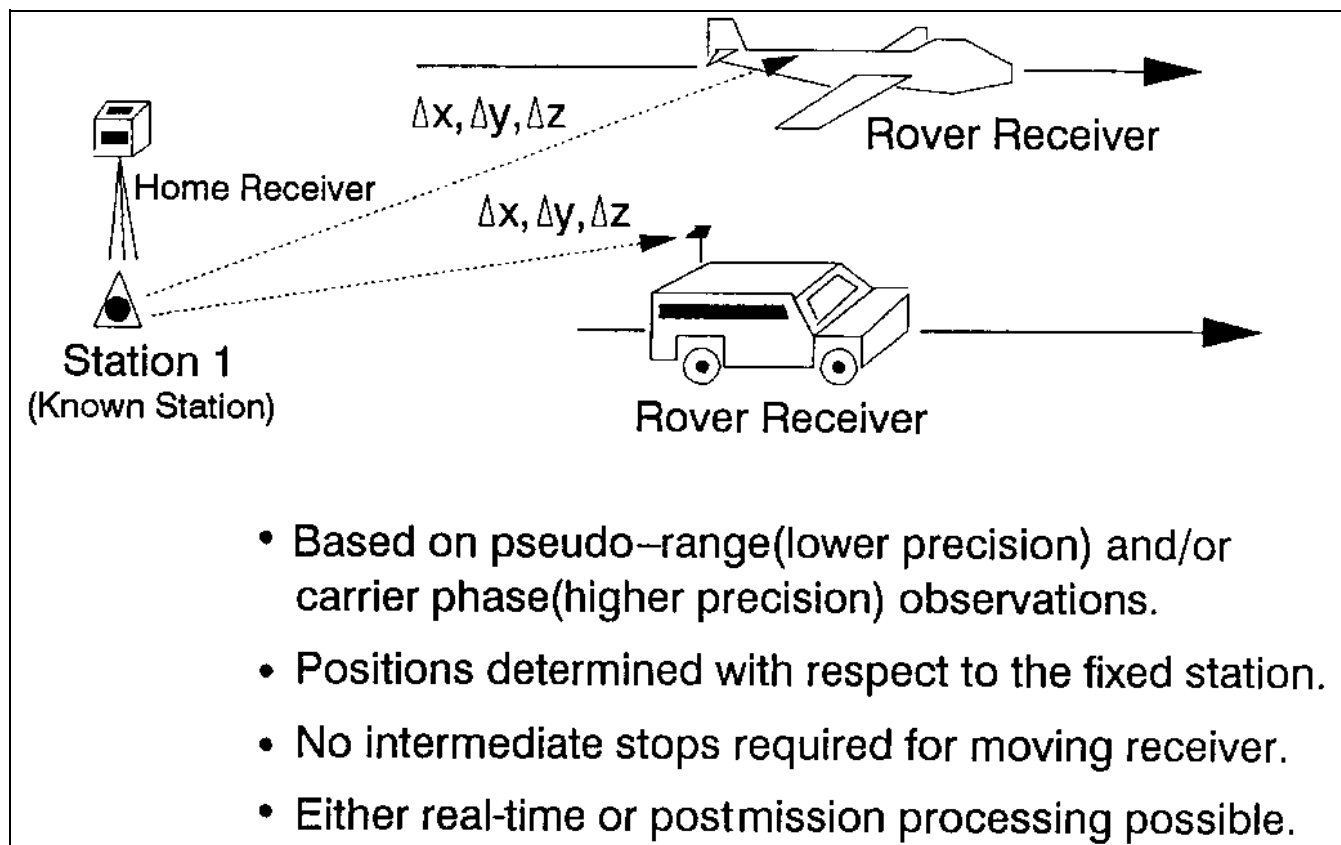 Δx, Δy, Δz
Rover Receiver
Home Receiver
Δx, Δy, Δz
Station 1
(Known Station)
Rover Receiver
• Based on pseudo–range(lower precision) and/or
carrier phase(higher precision) observations.
• Positions determined with respect to the fixed station.
• No intermediate stops required for moving receiver.
• Either real-time or postmission processing possible.